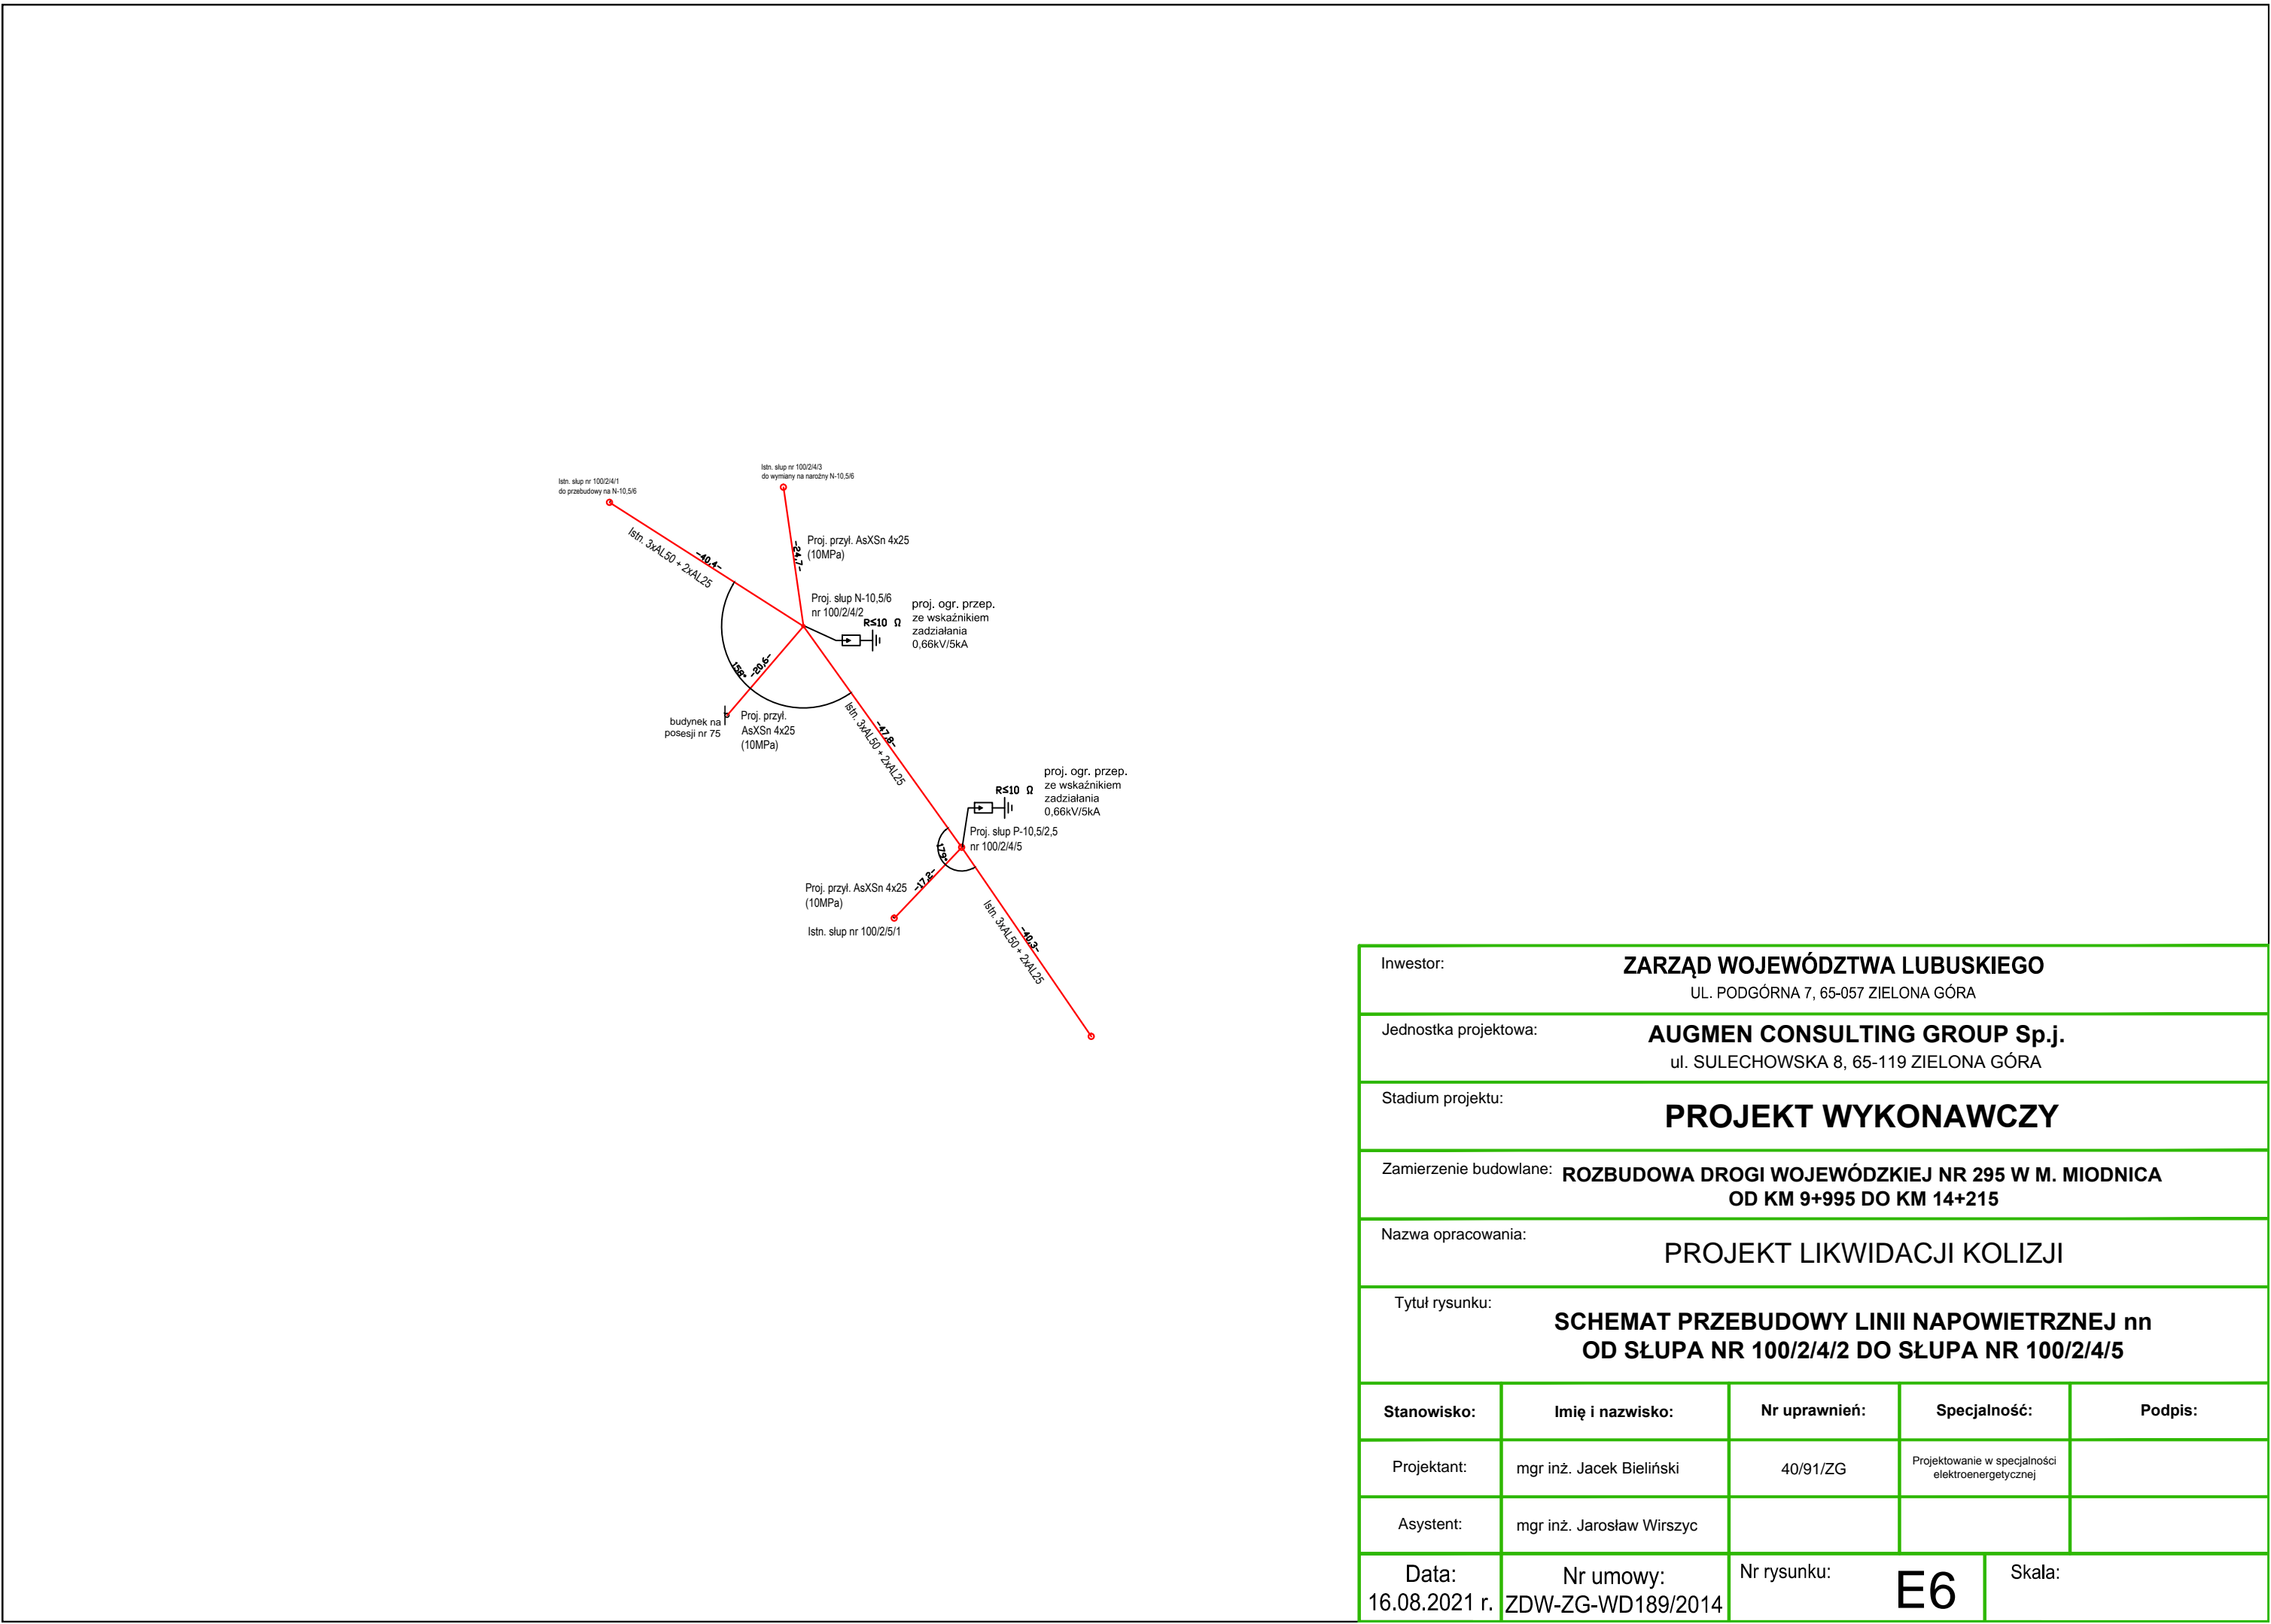 Istn. słup nr 100/2/4/1
do przebudowy na N-10,5/6
Istn. słup nr 100/2/4/3
do wymiany na narożny N-10,5/6
Istn. 3xAL50 + 2xAL25
-40,4-
-24,7-
Proj. przył. AsXSn 4x25
(10MPa)
Proj. słup N-10,5/6
nr 100/2/4/2
R≤10 Ω
proj. ogr. przep.
ze wskaźnikiem
zadziałania
0,66kV/5kA
158°
-20,6-
budynek na
posesji nr 75
Proj. przył.
AsXSn 4x25
(10MPa)
Istn. 3xAL50 + 2xAL25
-47,8-
R≤10 Ω
proj. ogr. przep.
ze wskaźnikiem
zadziałania
0,66kV/5kA
Proj. słup P-10,5/2,5
nr 100/2/4/5
179°
-17,2-
Proj. przył. AsXSn 4x25
(10MPa)
Istn. słup nr 100/2/5/1
Istn. 3xAL50 + 2xAL25
-40,3-
Inwestor:
ZARZĄD WOJEWÓDZTWA LUBUSKIEGO
UL. PODGÓRNA 7, 65-057 ZIELONA GÓRA
Jednostka projektowa:
AUGMEN CONSULTING GROUP Sp.j.
ul. SULECHOWSKA 8, 65-119 ZIELONA GÓRA
Stadium projektu:
PROJEKT WYKONAWCZY
Zamierzenie budowlane:
ROZBUDOWA DROGI WOJEWÓDZKIEJ NR 295 W M. MIODNICA
OD KM 9+995 DO KM 14+215
Nazwa opracowania:
PROJEKT LIKWIDACJI KOLIZJI
Tytuł rysunku:
SCHEMAT PRZEBUDOWY LINII NAPOWIETRZNEJ nn
OD SŁUPA NR 100/2/4/2 DO SŁUPA NR 100/2/4/5
Stanowisko: Imię i nazwisko: Nr uprawnień: Specjalność: Podpis:
Projektant: mgr inż. Jacek Bieliński 40/91/ZG Projektowanie w specjalności
elektroenergetycznej
Asystent: mgr inż. Jarosław Wirszyc
Data:
16.08.2021 r.
Nr umowy:
ZDW-ZG-WD189/2014
Nr rysunku:
E6
Skala: